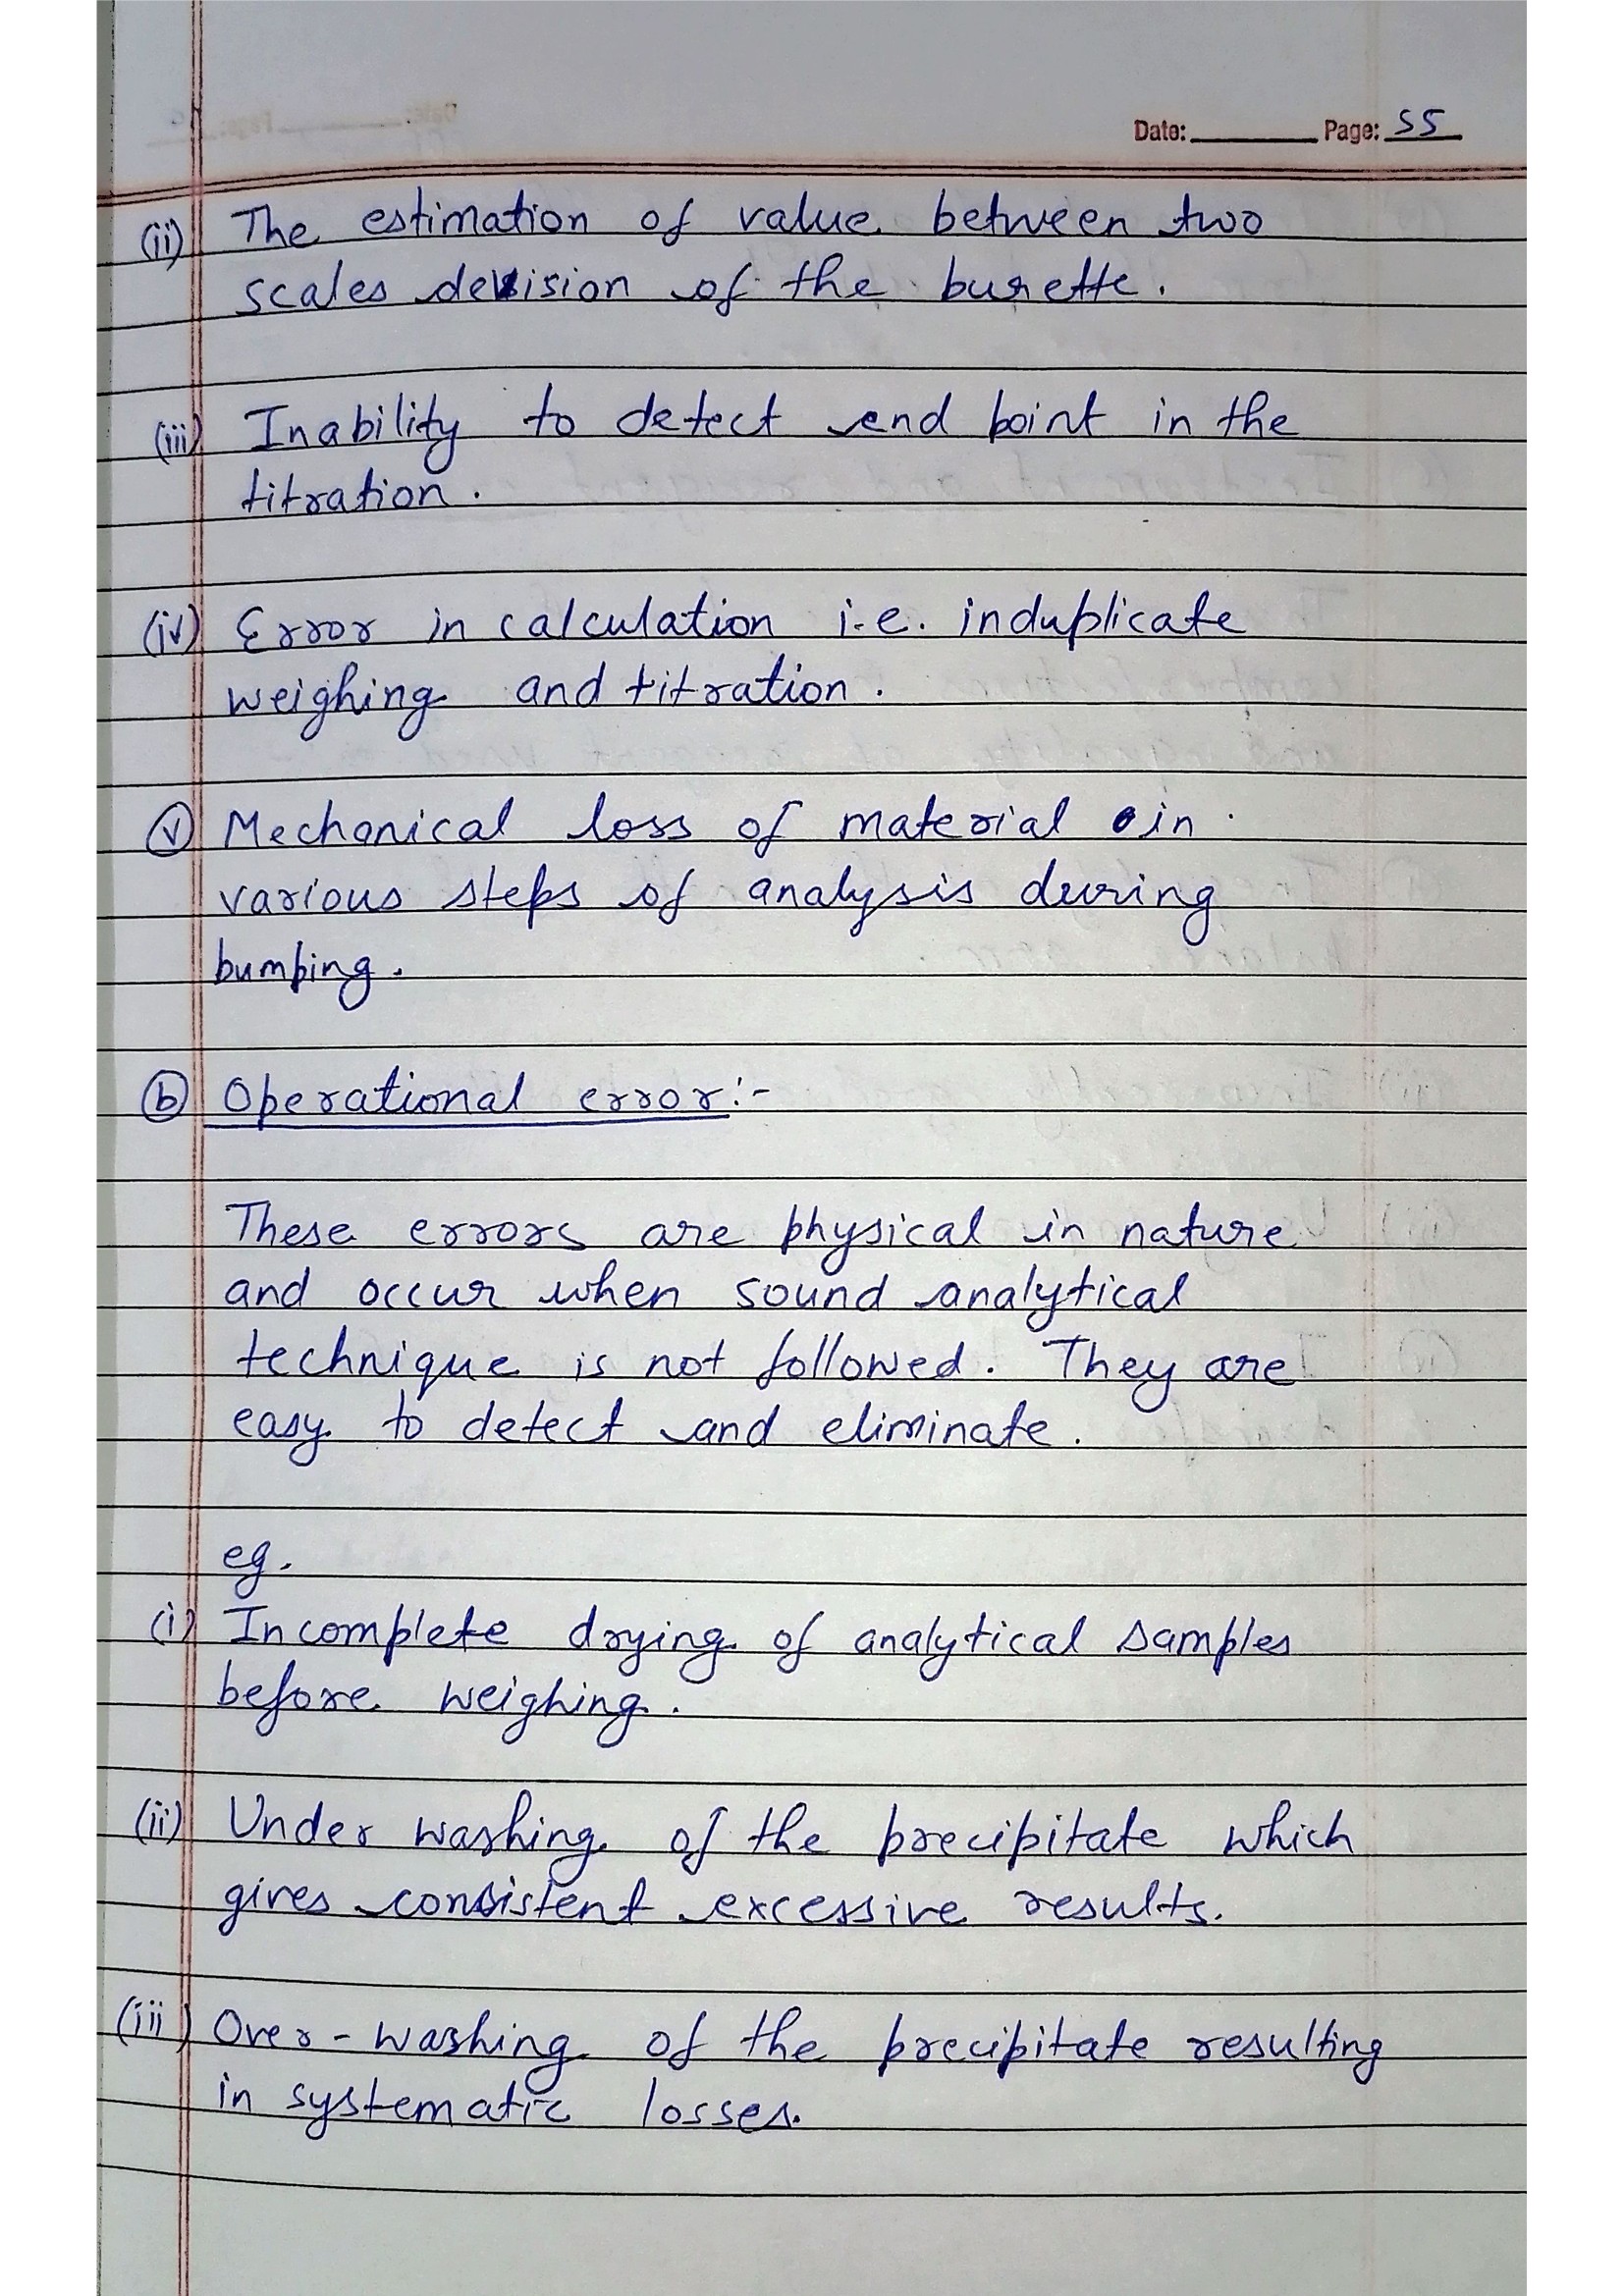 Date: Page: 55
(ii) The estimation of value between two
scales devision of the burette.
(iii) Inability to detect end point in the
titration.
(iv) Error in calculation i.e. induplicate
weighing and titration.
(v) Mechanical loss of material in
various steps of analysis during
bumping.
(b) Operational error:-
These errors are physical in nature
and occur when sound analytical
technique is not followed. They are
easy to detect and eliminate.
eg.
(i) Incomplete drying of analytical samples
before weighing.
(ii) Under washing of the precipitate which
gives consistent excessive results.
(iii) Over-washing of the precipitate resulting
in systematic losses.